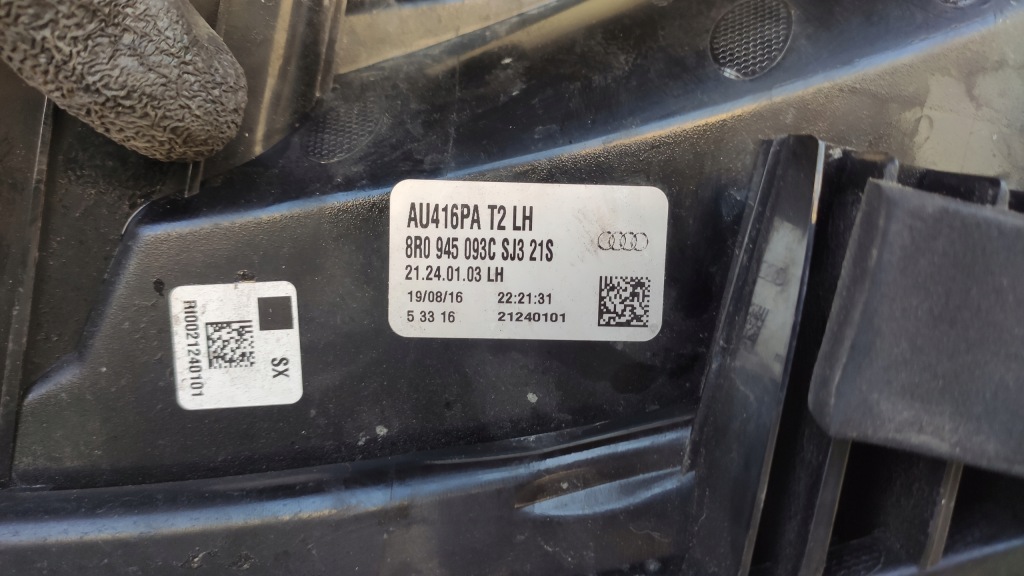 AU416PA T2 LH
8R0 945 093C SJ3 21S
21.24.01.03 LH
19/08/16 22:21:31
5 33 16 21240101
SX
RI0021240101